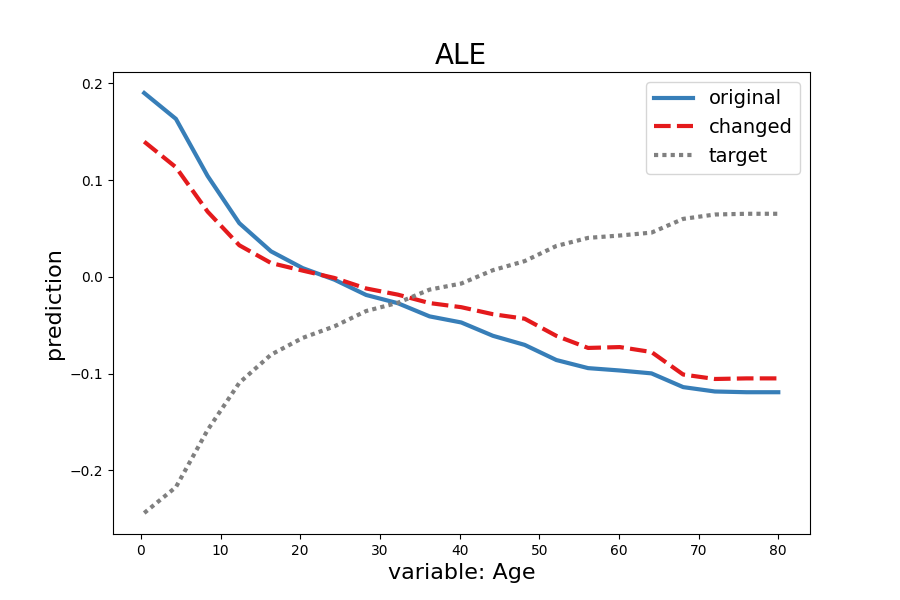 ALE
original
changed
target
0.2
0.1
0.0
−0.1
−0.2
prediction
0 10 20 30 40 50 60 70 80
variable: Age